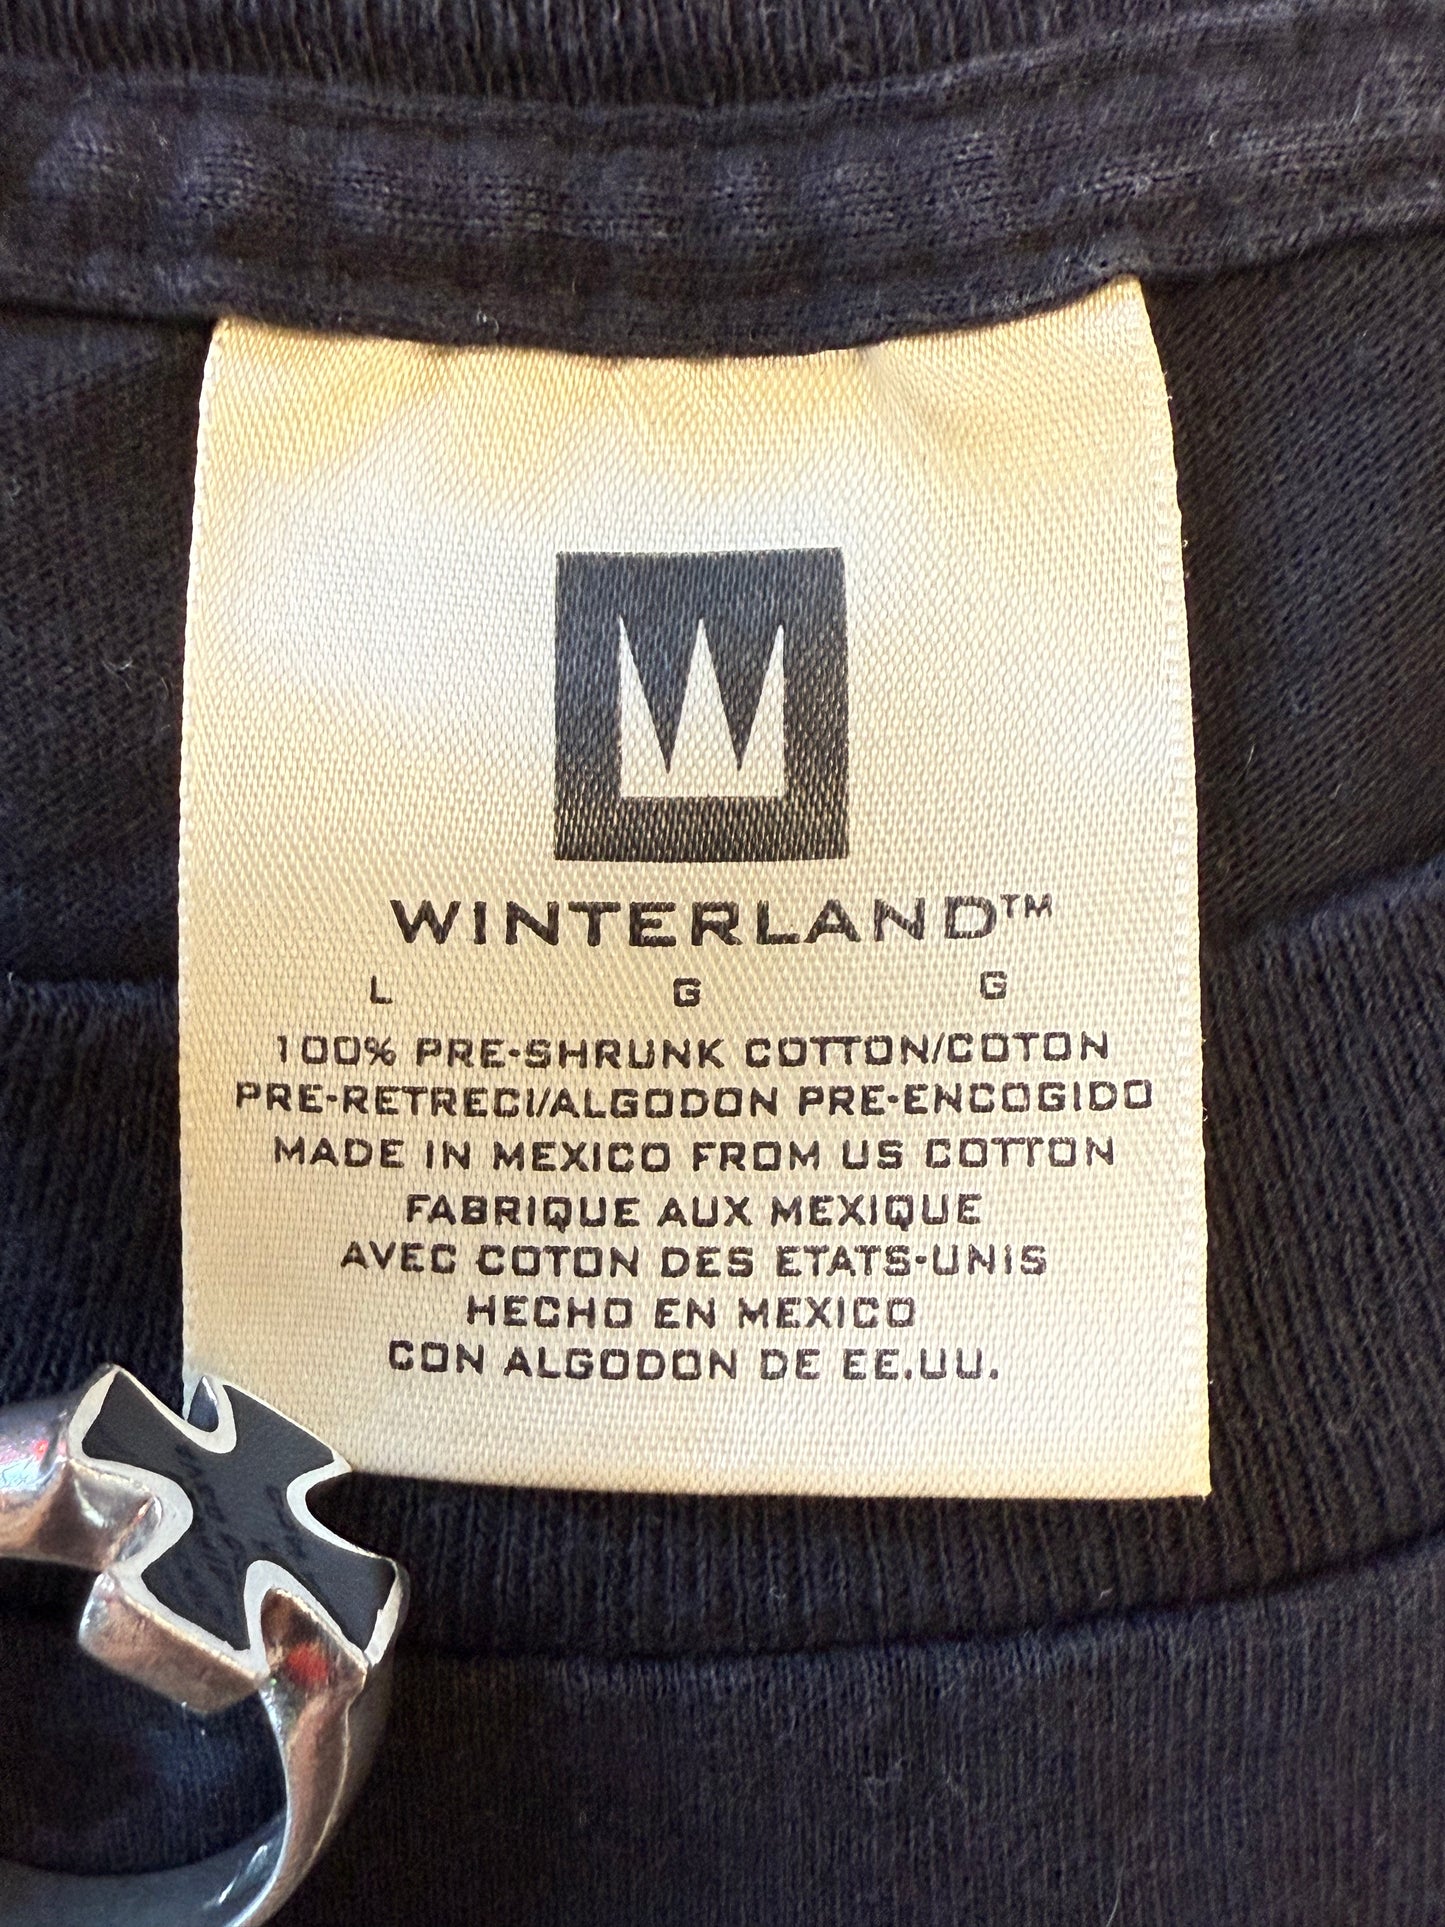 W
WINTERLAND™
L G G
100% PRE-SHRUNK COTTON/COTON
PRE-RETRECI/ALGODON PRE-ENCOGIDO
MADE IN MEXICO FROM US COTTON
FABRIQUE AUX MEXIQUE
AVEC COTON DES ETATS-UNIS
HECHO EN MEXICO
CON ALGODON DE EE.UU.